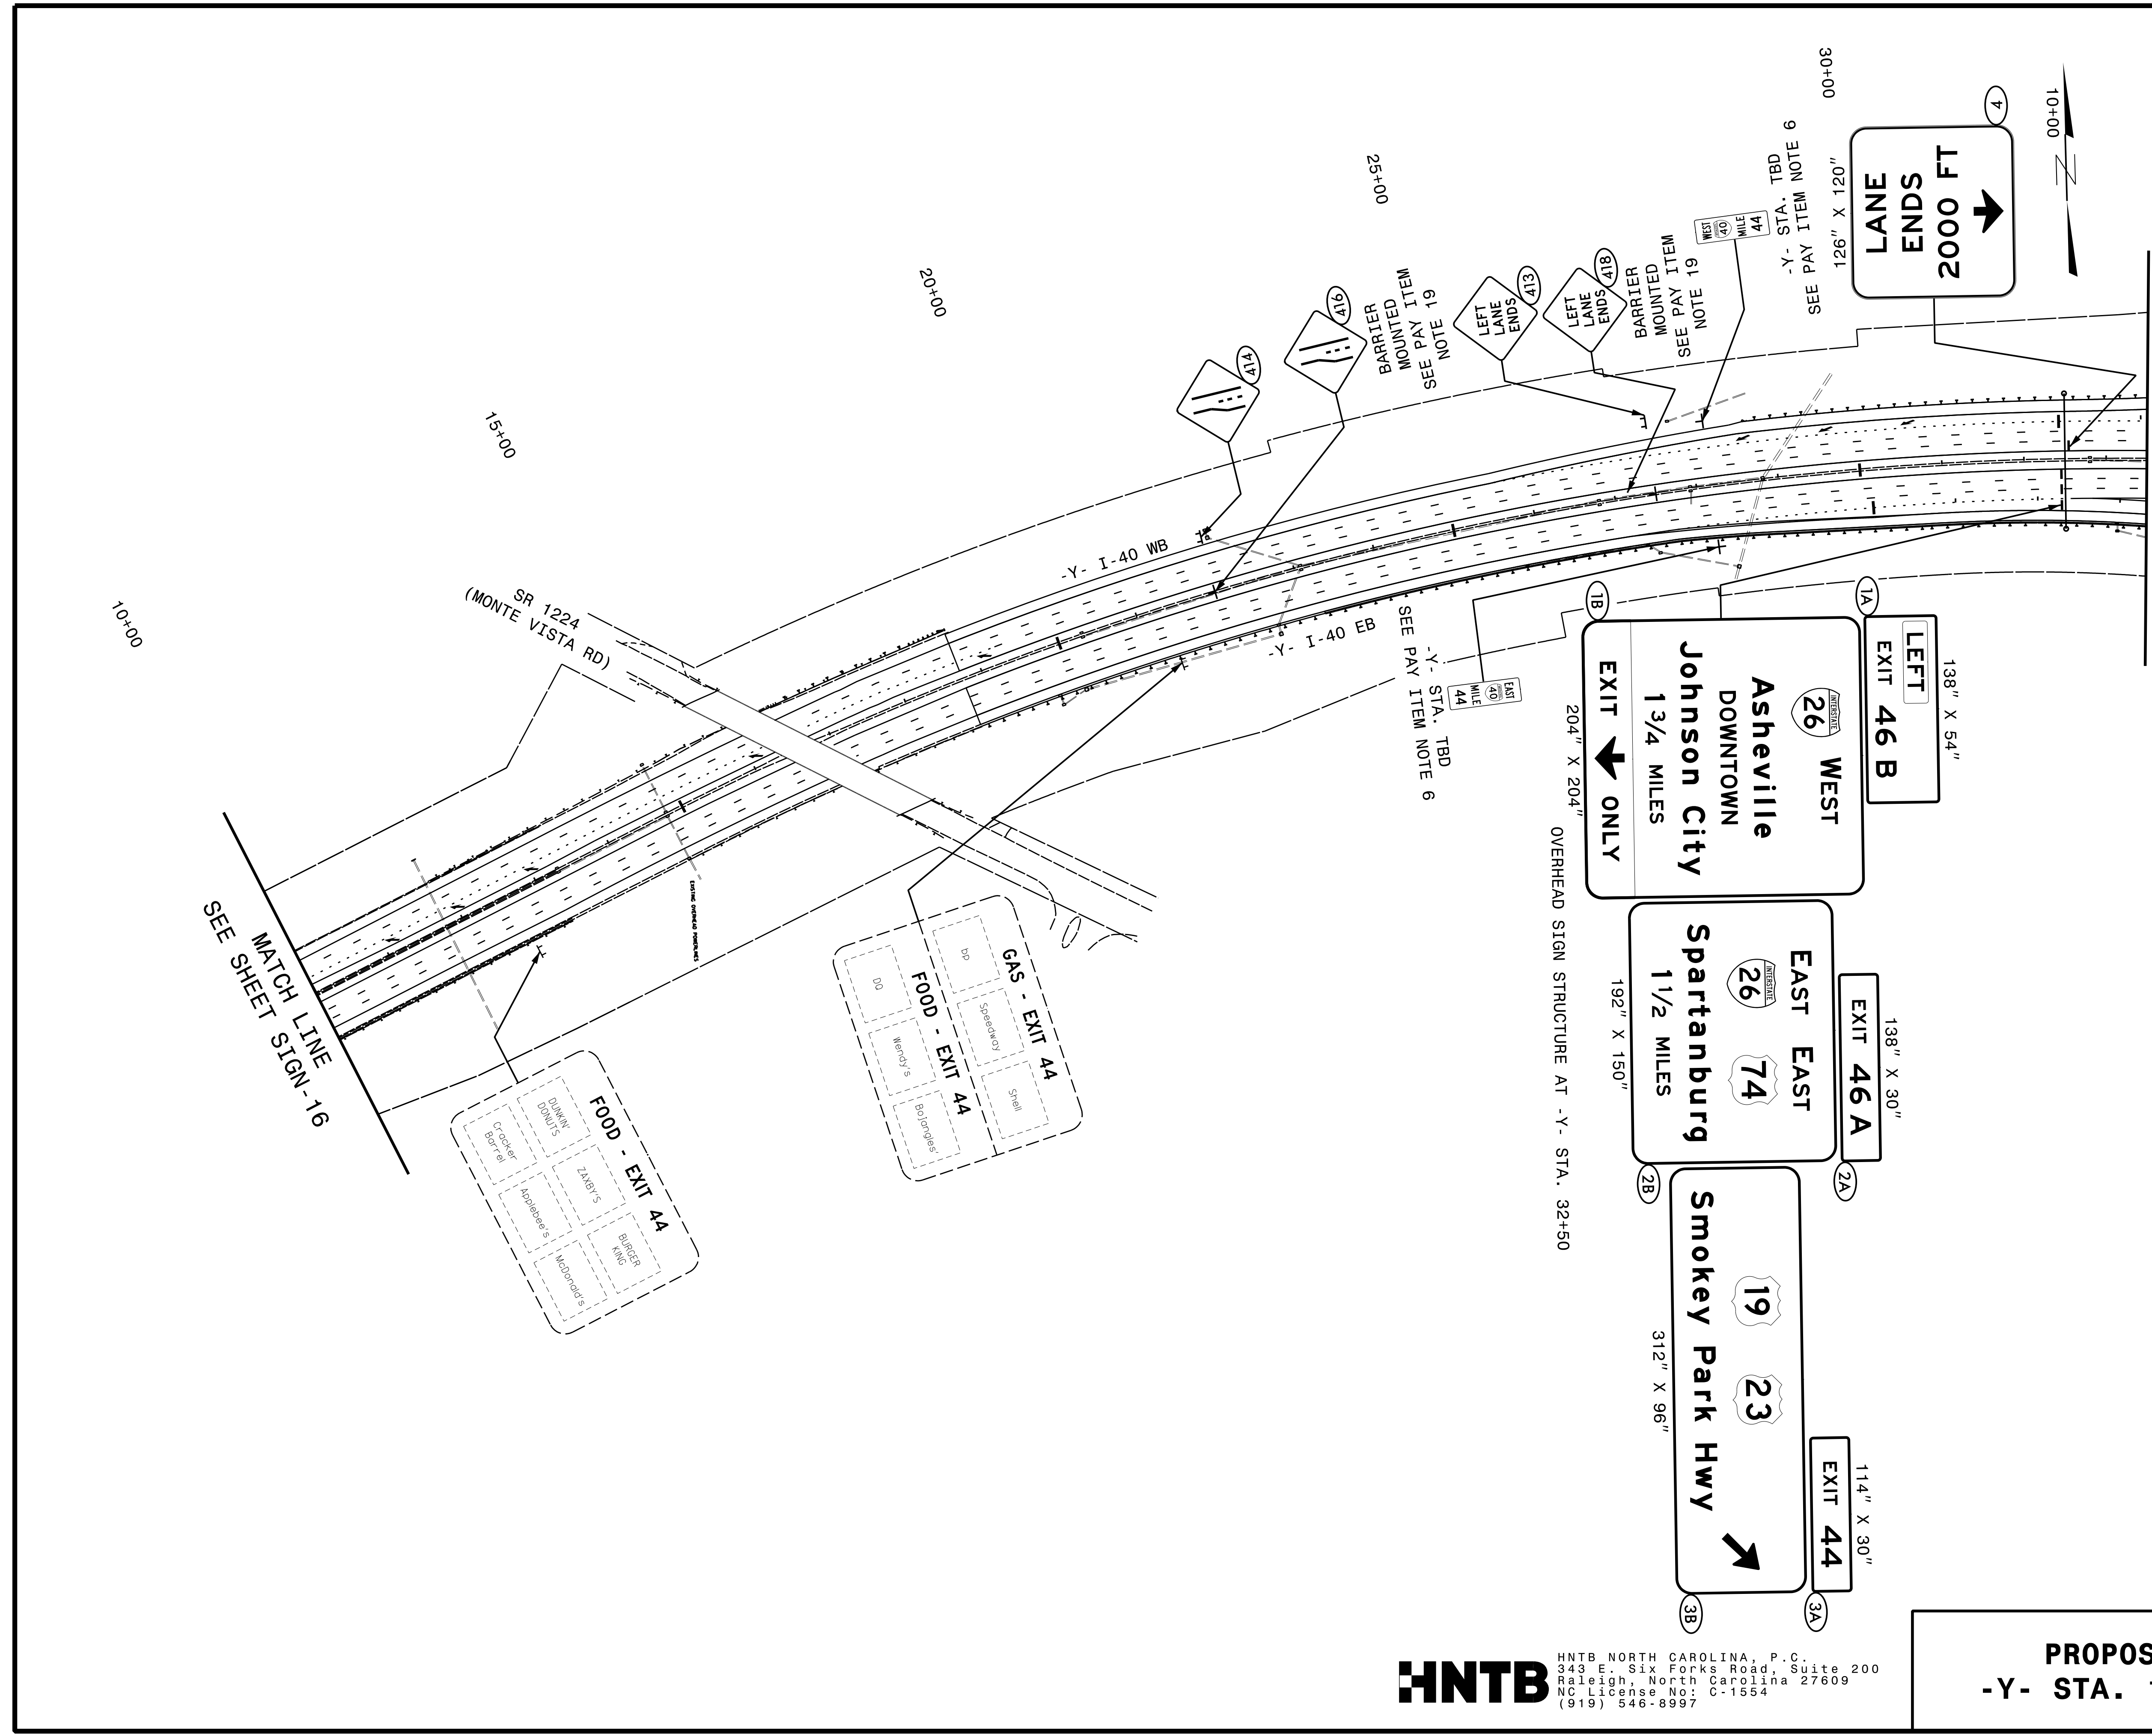 30+00
10+00
4
LANE
ENDS
2000 FT
126" X 120"
-Y- STA. TBD
SEE PAY ITEM NOTE 6
WEST
40
MILE
44
25+00
418
LEFT
LANE
ENDS
BARRIER
MOUNTED
SEE PAY ITEM
NOTE 19
413
LEFT
LANE
ENDS
416
BARRIER
MOUNTED
SEE PAY ITEM
NOTE 19
414
20+00
15+00
10+00
-Y- I-40 WB
-Y- I-40 EB
SR 1224
(MONTE VISTA RD)
EXISTING OVERHEAD POWERLINES
MATCH LINE
SEE SHEET SIGN-16
-Y- STA. TBD
SEE PAY ITEM NOTE 6
EAST
40
MILE
44
1A
LEFT
EXIT 46 B
138" X 54"
1B
INTERSTATE
26 WEST
Asheville
DOWNTOWN
Johnson City
1 3/4 MILES
EXIT ONLY
204" X 204"
EXIT 46 A
138" X 30"
2A
EAST EAST
INTERSTATE
26 74
Spartanburg
1 1/2 MILES
2B
192" X 150"
EXIT 44
114" X 30"
3A
19 23
Smokey Park Hwy
3B
312" X 96"
OVERHEAD SIGN STRUCTURE AT -Y- STA. 32+50
GAS - EXIT 44
bp
Speedway
Shell
FOOD - EXIT 44
DQ
Wendy's
Bojangles'
FOOD - EXIT 44
DUNKIN'
DONUTS
ZAXBY'S
BURGER
KING
Cracker
Barrel
Applebee's
McDonald's
HNTB
HNTB NORTH CAROLINA, P.C.
343 E. Six Forks Road, Suite 200
Raleigh, North Carolina 27609
NC License No: C-1554
(919) 546-8997
PROPOS
-Y- STA.